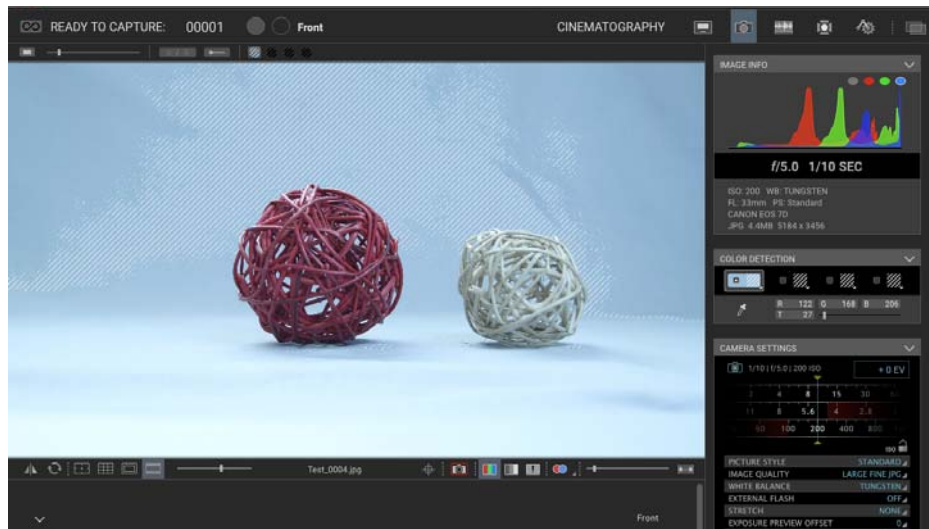 READY TO CAPTURE: 00001 Front CINEMATOGRAPHY
IMAGE INFO
f/5.0 1/10 SEC
ISO: 200 WB: TUNGSTEN
FL: 33mm PS: Standard
CANON EOS 7D
JPG 4.4MB 5184 x 3456
COLOR DETECTION
R 122 G 168 B 206
T 27
CAMERA SETTINGS
1/10 | f/5.0 | 200 ISO + 0 EV
2 4 8 15 30 60
11 8 5.6 4 2.8
50 100 200 400 800
ISO
Test_0004.jpg
PICTURE STYLE STANDARD
IMAGE QUALITY LARGE FINE JPG
WHITE BALANCE TUNGSTEN
EXTERNAL FLASH OFF
STRETCH NONE
EXPOSURE PREVIEW OFFSET 0
Front